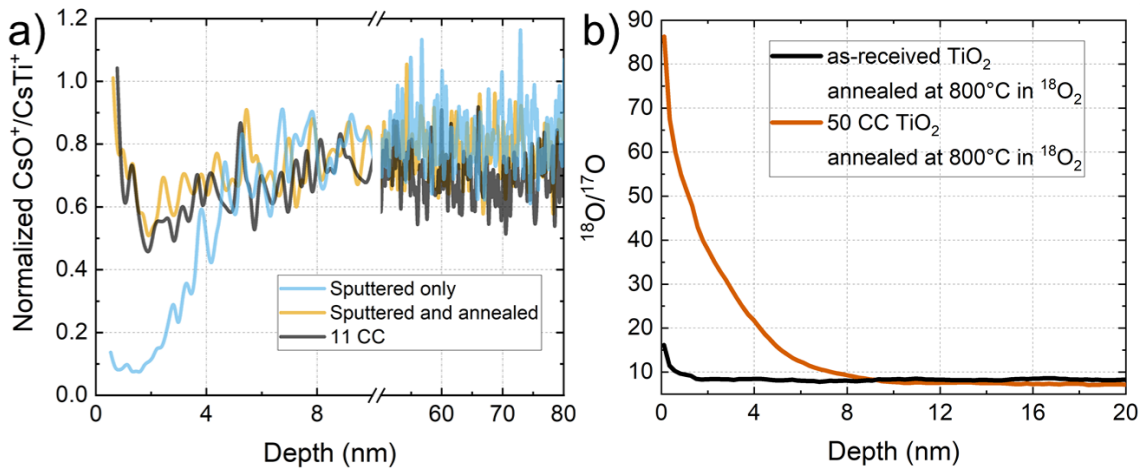 a)
Normalized CsO⁺/CsTi⁺
1.2
1.0
0.8
0.6
0.4
0.2
0.0
0 4 8 60 70 80
Depth (nm)
Sputtered only
Sputtered and annealed
11 CC
b)
¹⁸O/¹⁷O
90
80
70
60
50
40
30
20
10
0 4 8 12 16 20
Depth (nm)
as-received TiO₂
annealed at 800°C in ¹⁸O₂
50 CC TiO₂
annealed at 800°C in ¹⁸O₂